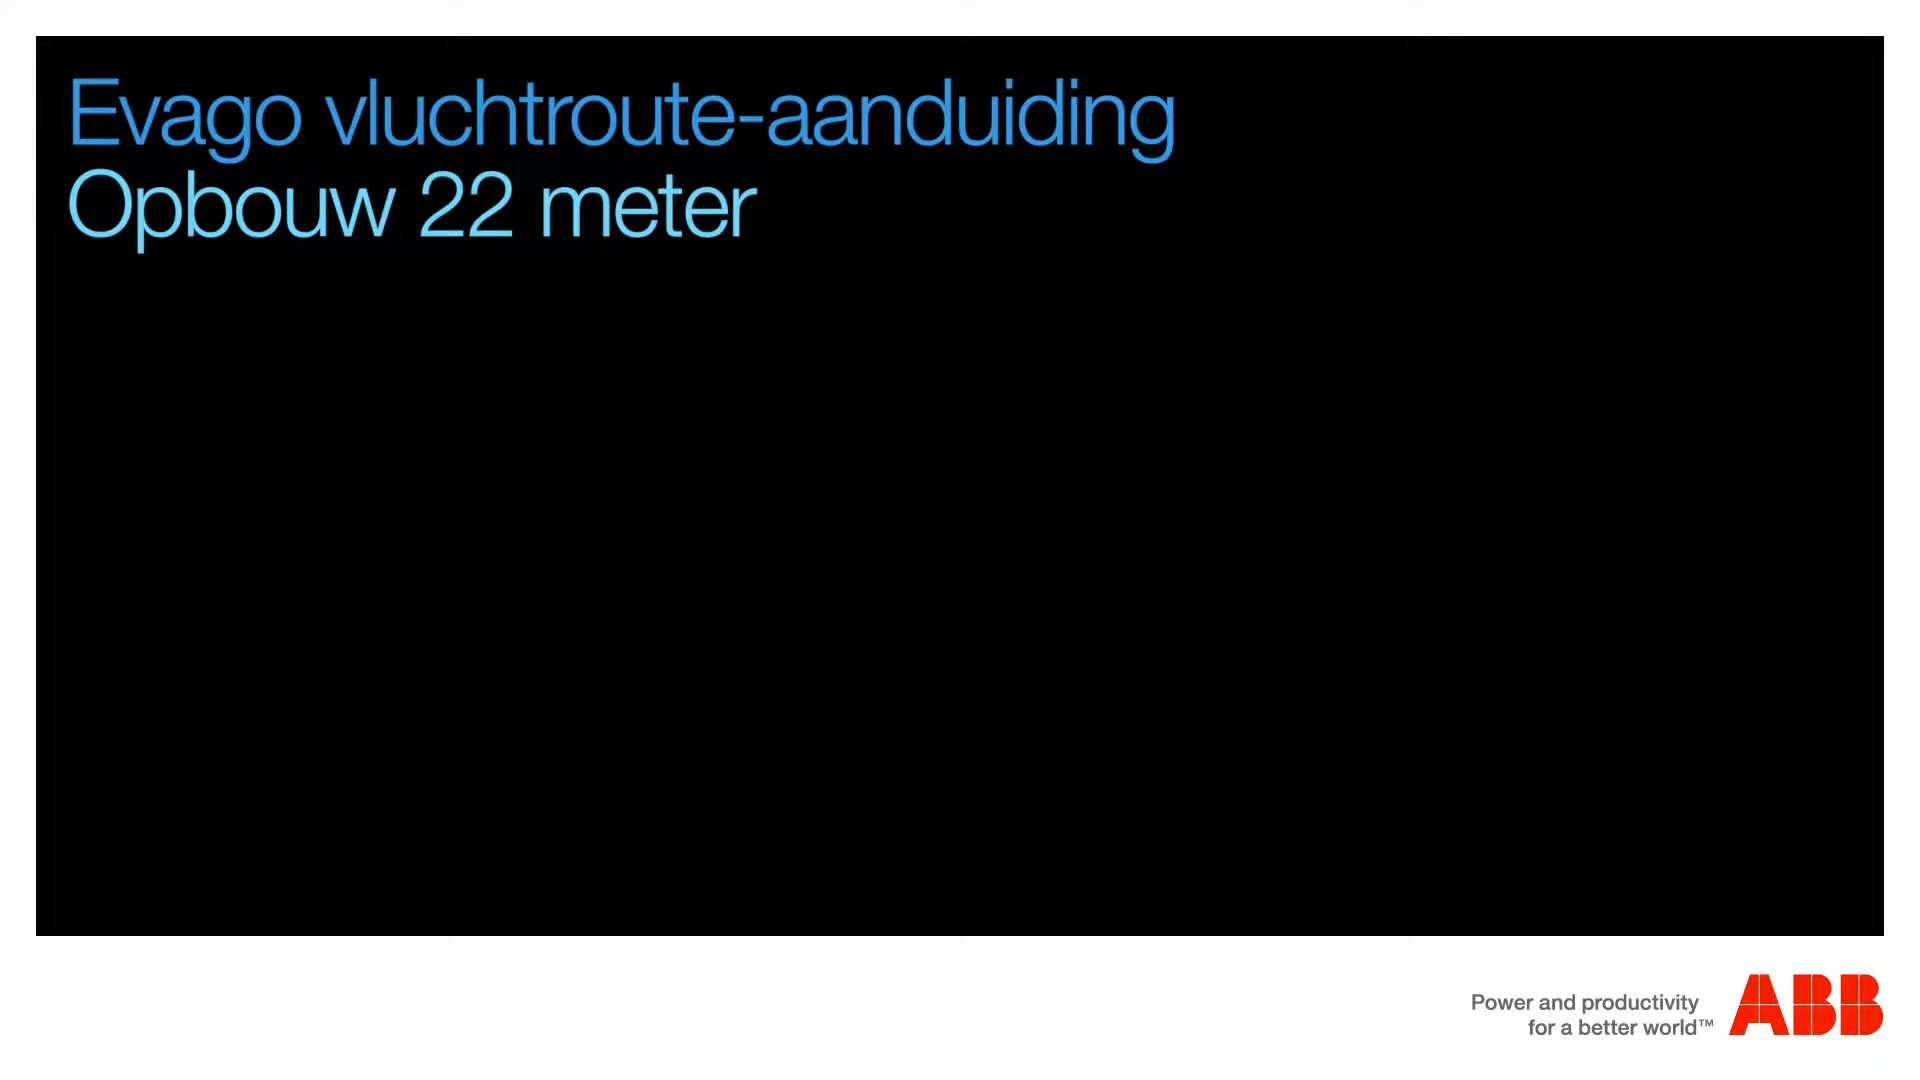 Evago vluchtroute-aanduiding
Opbouw 22 meter
Power and productivity
for a better world™
ABB